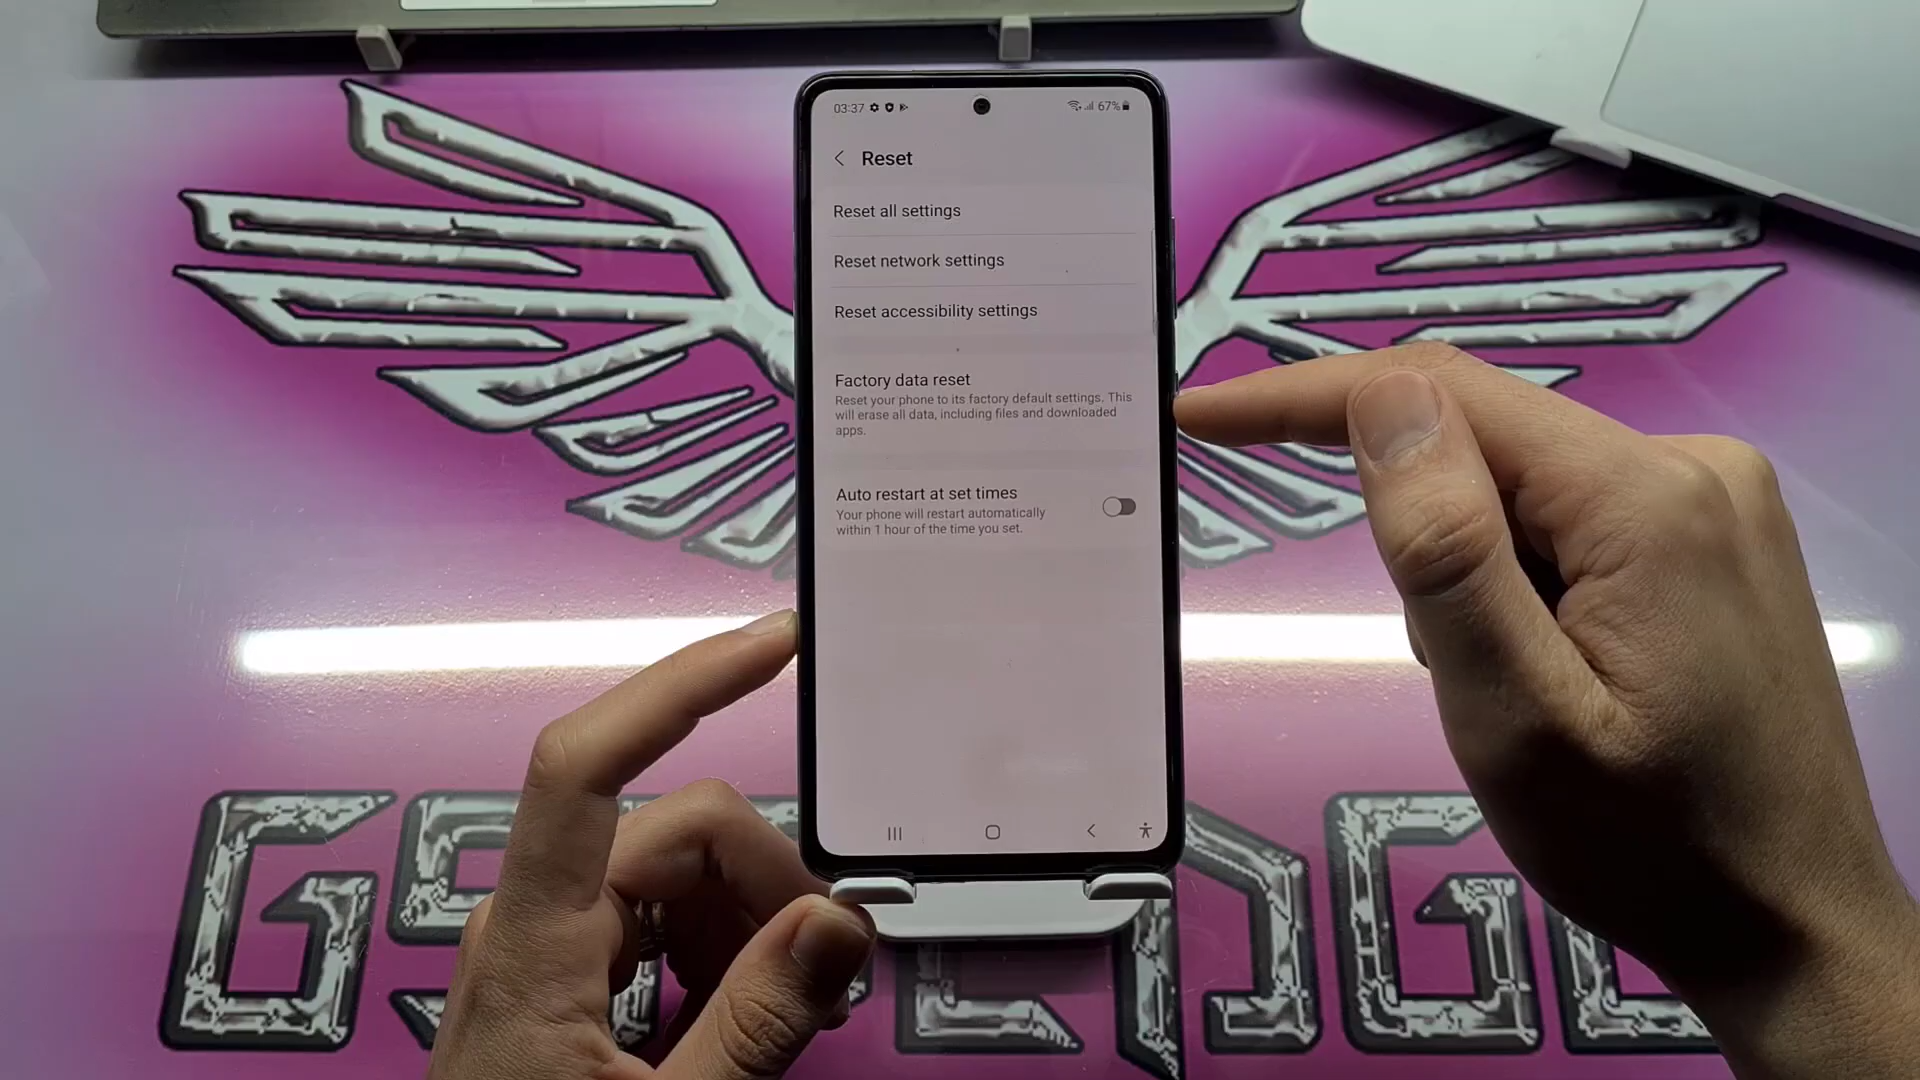 03:37
67%
Reset
Reset all settings
Reset network settings
Reset accessibility settings
Factory data reset
Reset your phone to its factory default settings. This
will erase all data, including files and downloaded
apps.
Auto restart at set times
Your phone will restart automatically
within 1 hour of the time you set.